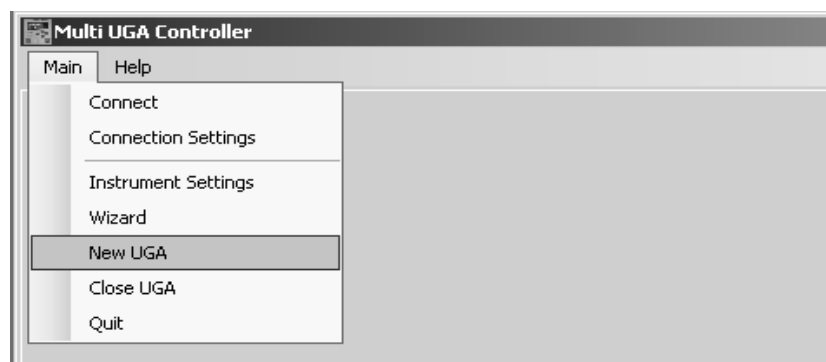 Multi UGA Controller
Main Help
Connect
Connection Settings
Instrument Settings
Wizard
New UGA
Close UGA
Quit